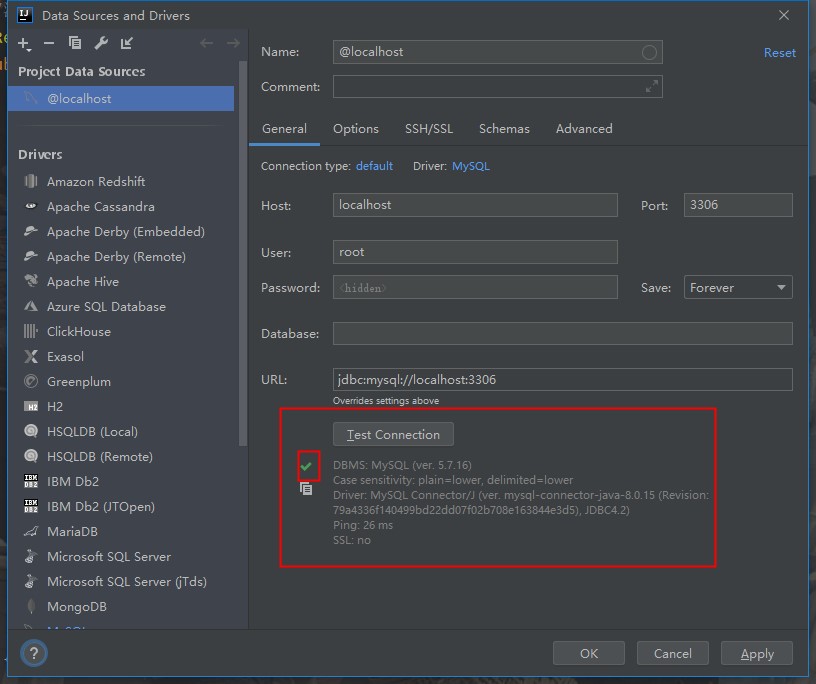 IJ
Data Sources and Drivers
Project Data Sources
@localhost
Drivers
Amazon Redshift
Apache Cassandra
Apache Derby (Embedded)
Apache Derby (Remote)
Apache Hive
Azure SQL Database
ClickHouse
Exasol
Greenplum
H2 H2
HSQLDB (Local)
HSQLDB (Remote)
IBM DB2 IBM Db2
IBM DB2 IBM Db2 (JTOpen)
MariaDB
Microsoft SQL Server
Microsoft SQL Server (jTds)
MongoDB
Name: @localhost
Reset
Comment:
General Options SSH/SSL Schemas Advanced
Connection type: default Driver: MySQL
Host: localhost Port: 3306
User: root
Password: <hidden> Save: Forever
Database:
URL: jdbc:mysql://localhost:3306
Overrides settings above
Test Connection
DBMS: MySQL (ver. 5.7.16)
Case sensitivity: plain=lower, delimited=lower
Driver: MySQL Connector/J (ver. mysql-connector-java-8.0.15 (Revision:
79a4336f140499bd22dd07f02b708e163844e3d5), JDBC4.2)
Ping: 26 ms
SSL: no
? OK Cancel Apply